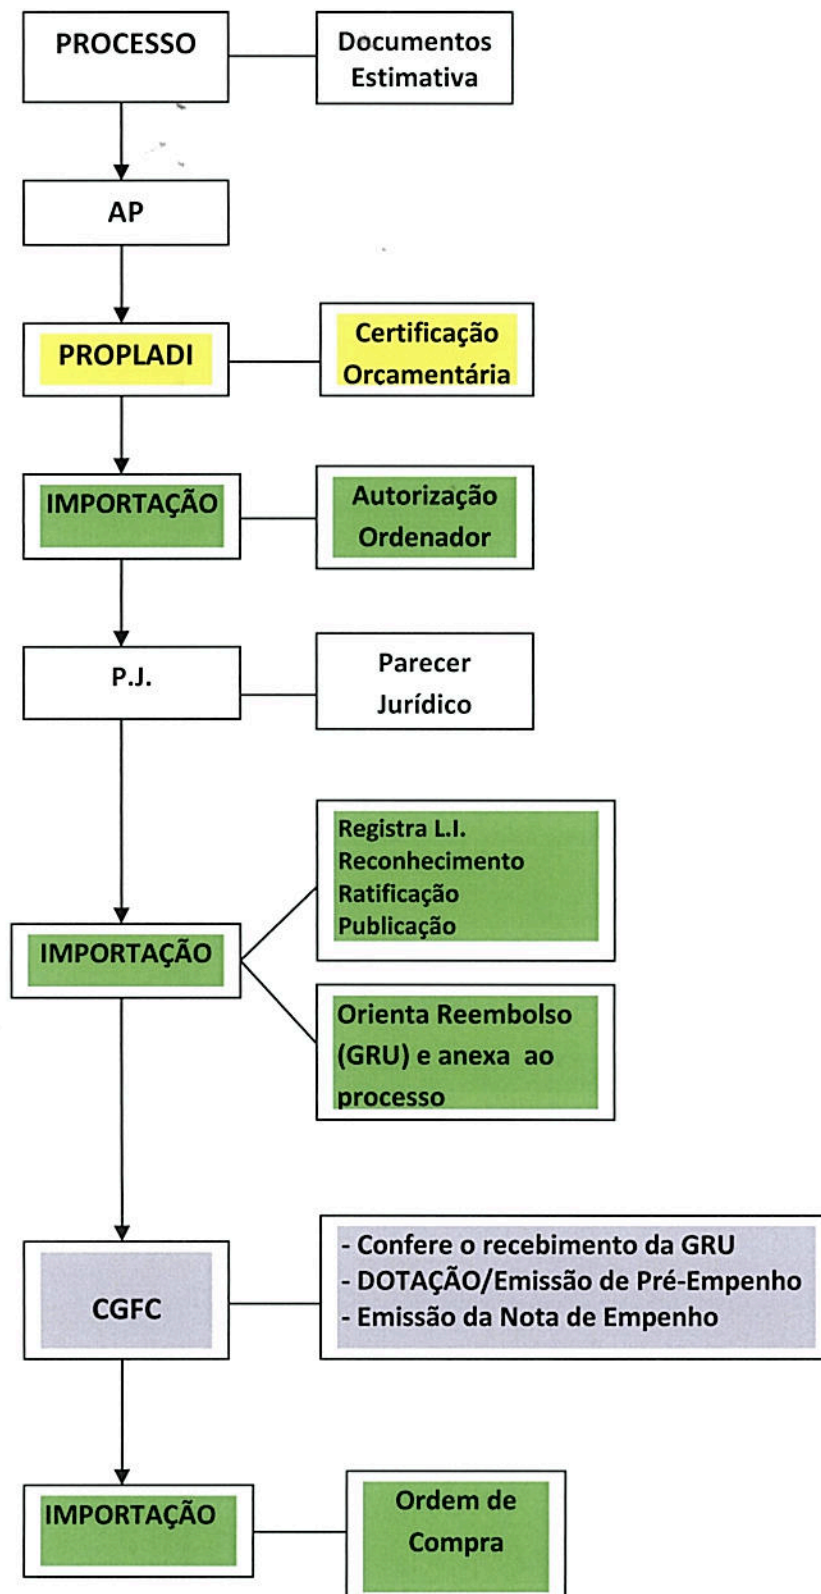 PROCESSO
Documentos
Estimativa
AP
PROPLADI
Certificação
Orçamentária
IMPORTAÇÃO
Autorização
Ordenador
P.J.
Parecer
Jurídico
Registra L.I.
Reconhecimento
Ratificação
Publicação
IMPORTAÇÃO
Orienta Reembolso
(GRU) e anexa ao
processo
CGFC
- Confere o recebimento da GRU
- DOTAÇÃO/Emissão de Pré-Empenho
- Emissão da Nota de Empenho
IMPORTAÇÃO
Ordem de
Compra